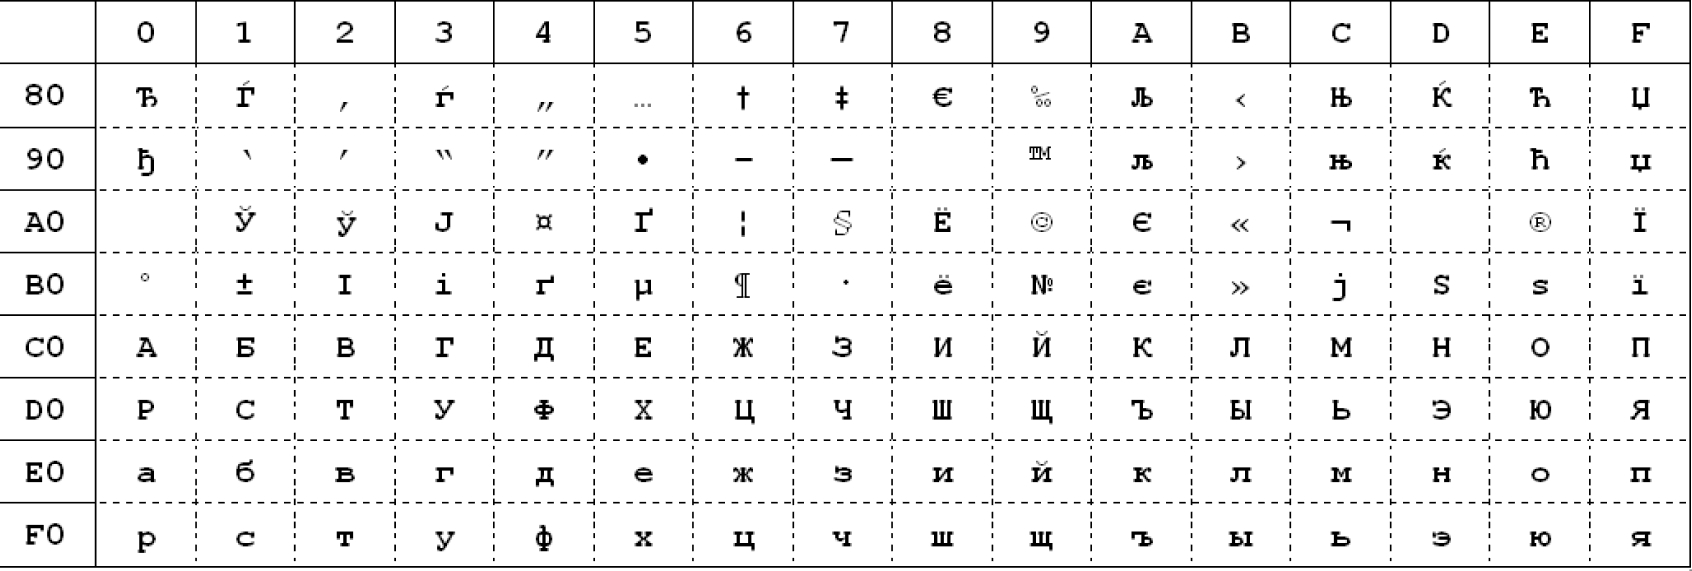 0 1 2 3 4 5 6 7 8 9 A B C D E F
80 Ђ Ѓ ‚ ѓ „ … † ‡ € ‰ Љ ‹ Њ Ќ Ћ Џ
90 ђ ‘ ’ “ ” • – — ™ љ › њ ќ ћ џ
A0 Ў ў Ј ¤ Ґ ¦ § Ё © Є « ¬ ® Ї
B0 ° ± І і ґ µ ¶ · ё № є » ј Ѕ ѕ ї
C0 А Б В Г Д Е Ж З И Й К Л М Н О П
D0 Р С Т У Ф Х Ц Ч Ш Щ Ъ Ы Ь Э Ю Я
E0 а б в г д е ж з и й к л м н о п
F0 р с т у ф х ц ч ш щ ъ ы ь э ю я